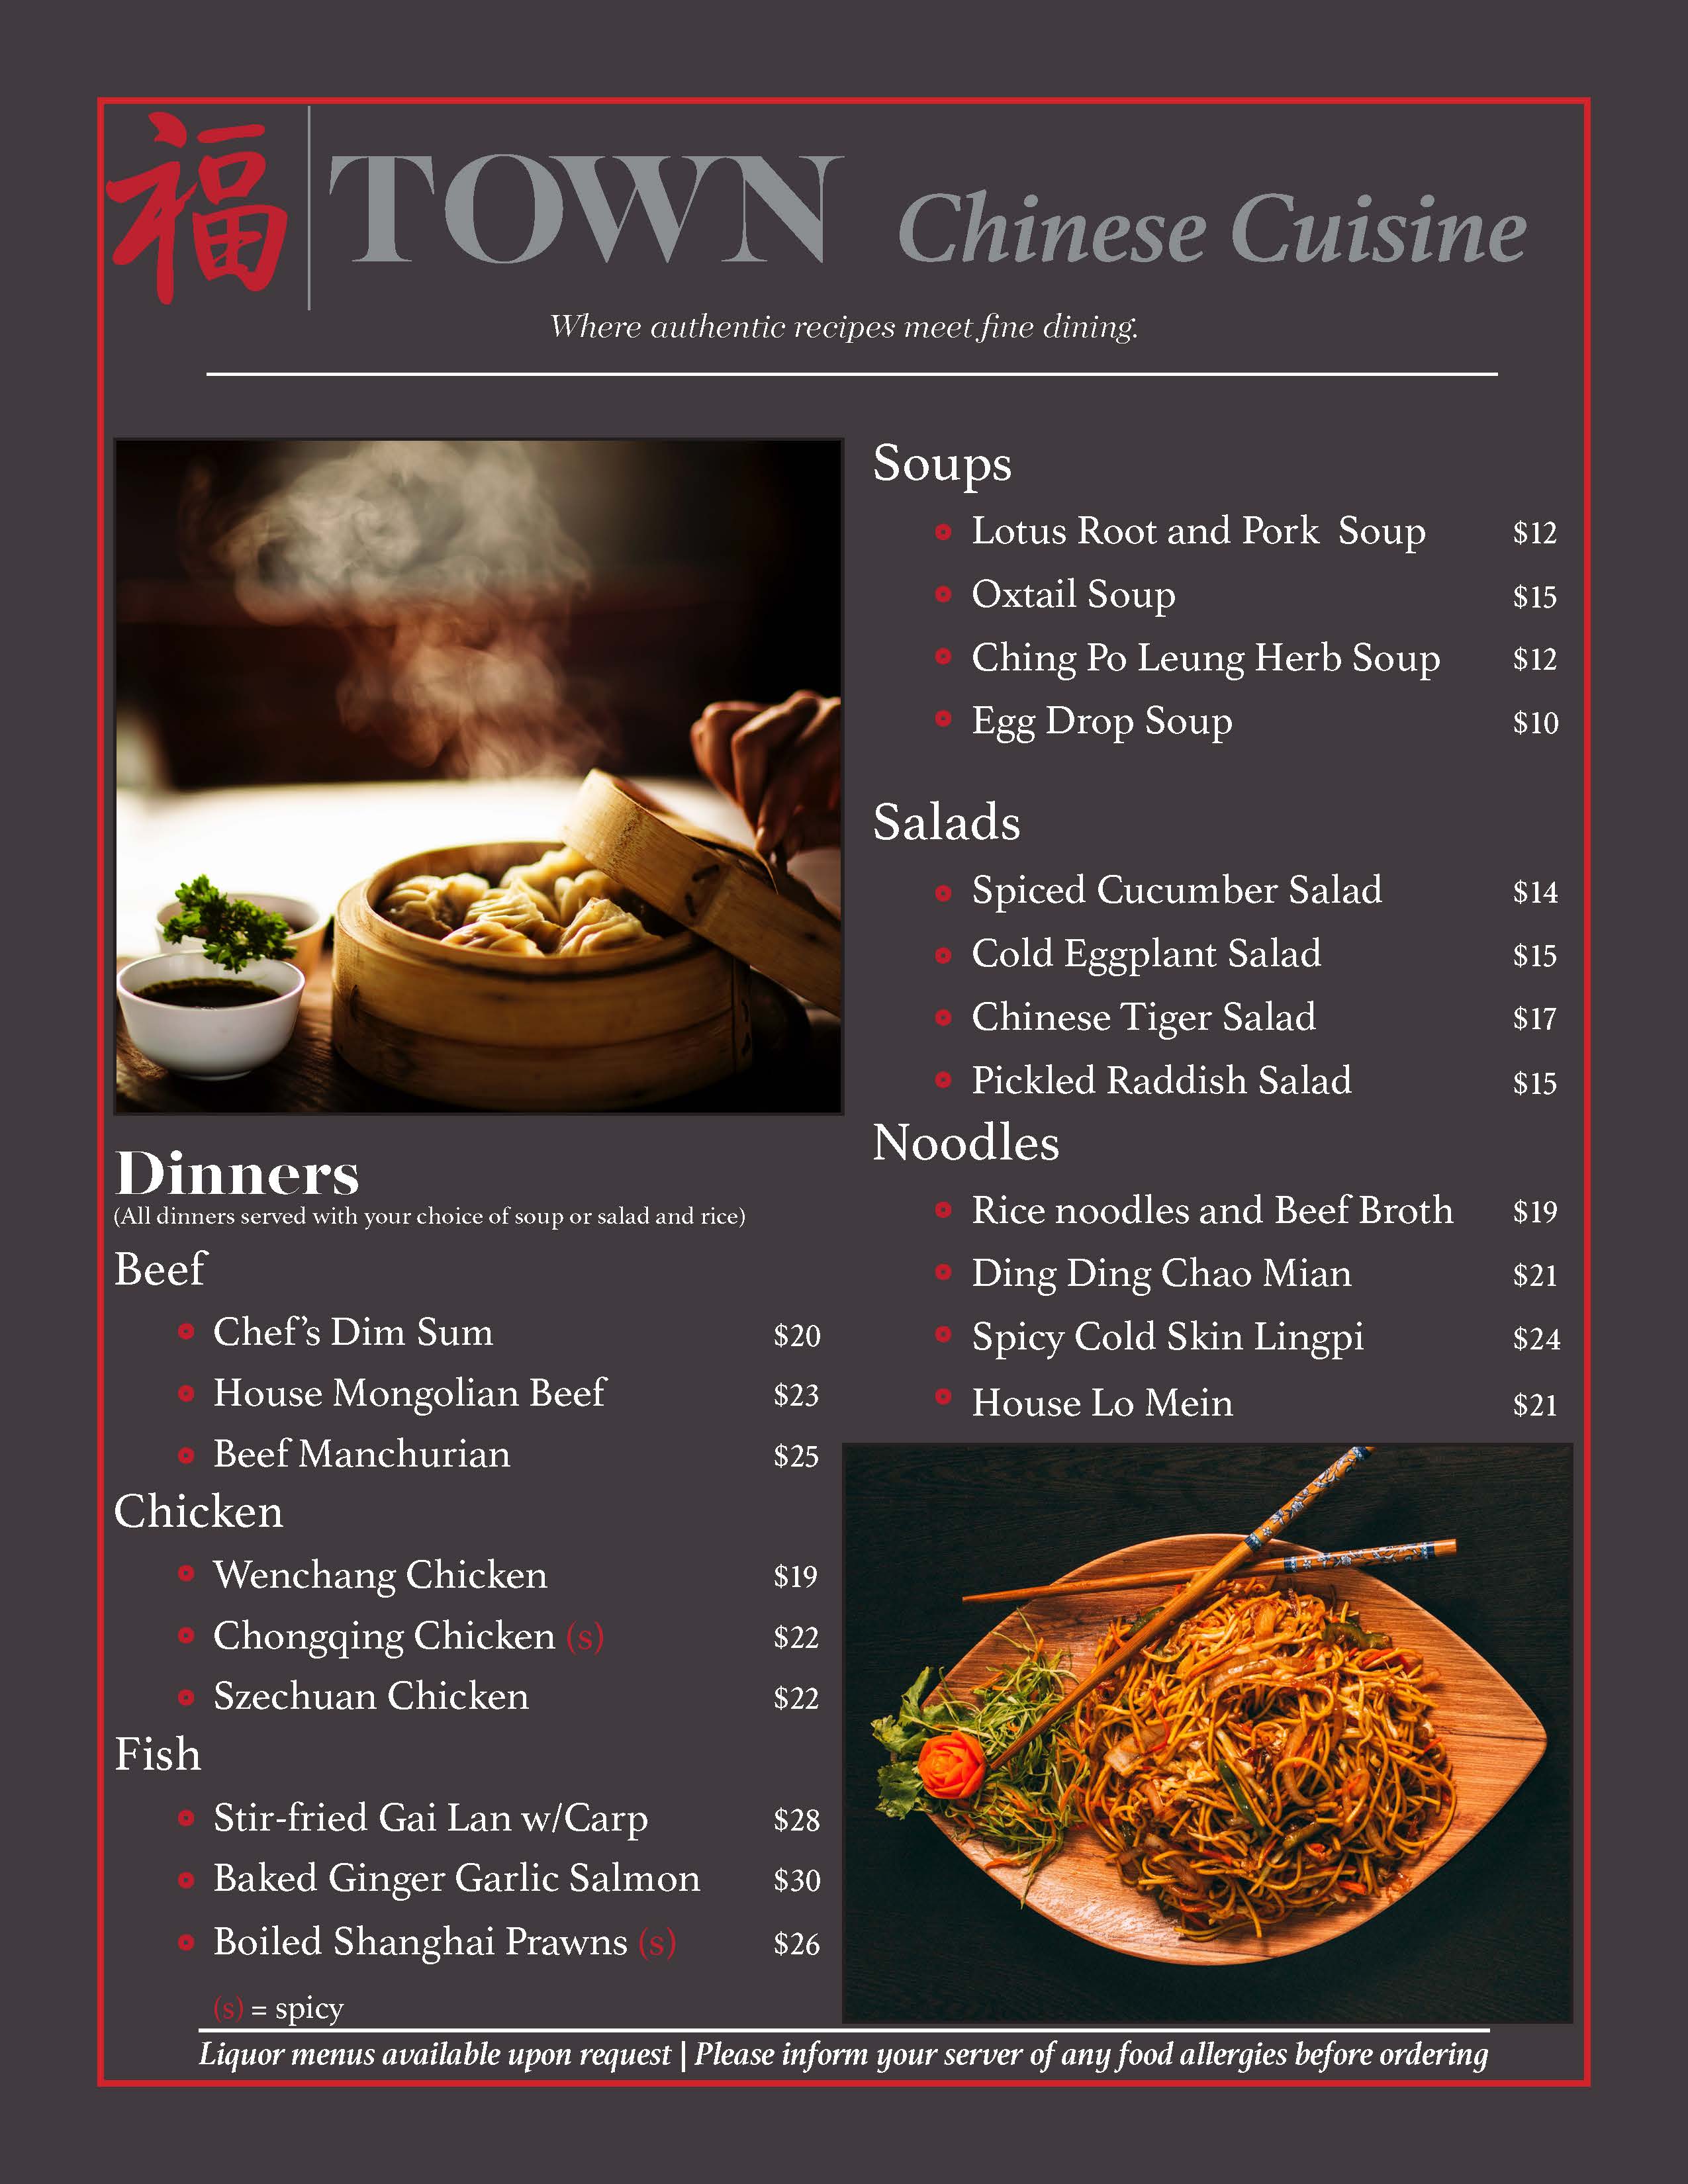 福 TOWN Chinese Cuisine
Where authentic recipes meet fine dining.
Soups
Lotus Root and Pork Soup $12
Oxtail Soup $15
Ching Po Leung Herb Soup $12
Egg Drop Soup $10
Salads
Spiced Cucumber Salad $14
Cold Eggplant Salad $15
Chinese Tiger Salad $17
Pickled Raddish Salad $15
Noodles
Rice noodles and Beef Broth $19
Ding Ding Chao Mian $21
Spicy Cold Skin Lingpi $24
House Lo Mein $21
Dinners
(All dinners served with your choice of soup or salad and rice)
Beef
Chef’s Dim Sum $20
House Mongolian Beef $23
Beef Manchurian $25
Chicken
Wenchang Chicken $19
Chongqing Chicken (s) $22
Szechuan Chicken $22
Fish
Stir-fried Gai Lan w/Carp $28
Baked Ginger Garlic Salmon $30
Boiled Shanghai Prawns (s) $26
(s) = spicy
Liquor menus available upon request | Please inform your server of any food allergies before ordering